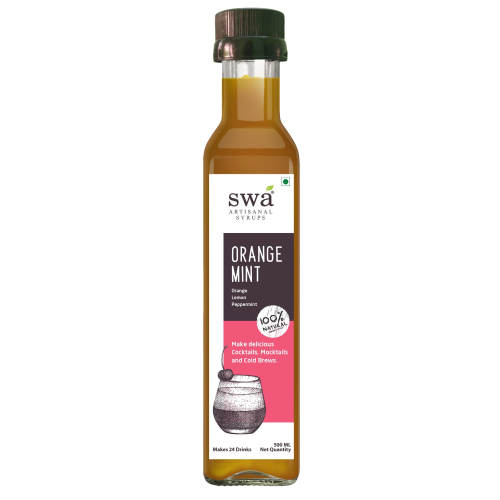 swa
ARTISANAL
SYRUPS
ORANGE
MINT
Orange
Lemon
Peppermint
100%
NATURAL
Make delicious
Cocktails, Mocktails
and Cold Brews.
Makes 24 Drinks
500 ML
Net Quantity